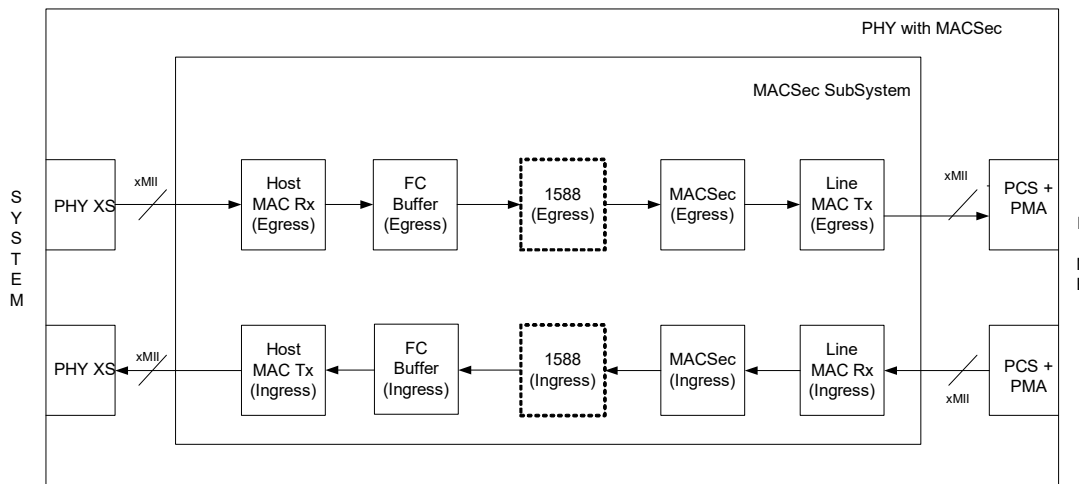 PHY with MACSec
MACSec SubSystem
SYSTEM
PHY XS
xMII
Host
MAC Rx
(Egress)
FC
Buffer
(Egress)
1588
(Egress)
MACSec
(Egress)
Line
MAC Tx
(Egress)
xMII
PCS +
PMA
PHY XS
xMII
Host
MAC Tx
(Ingress)
FC
Buffer
(Ingress)
1588
(Ingress)
MACSec
(Ingress)
Line
MAC Rx
(Ingress)
xMII
PCS +
PMA